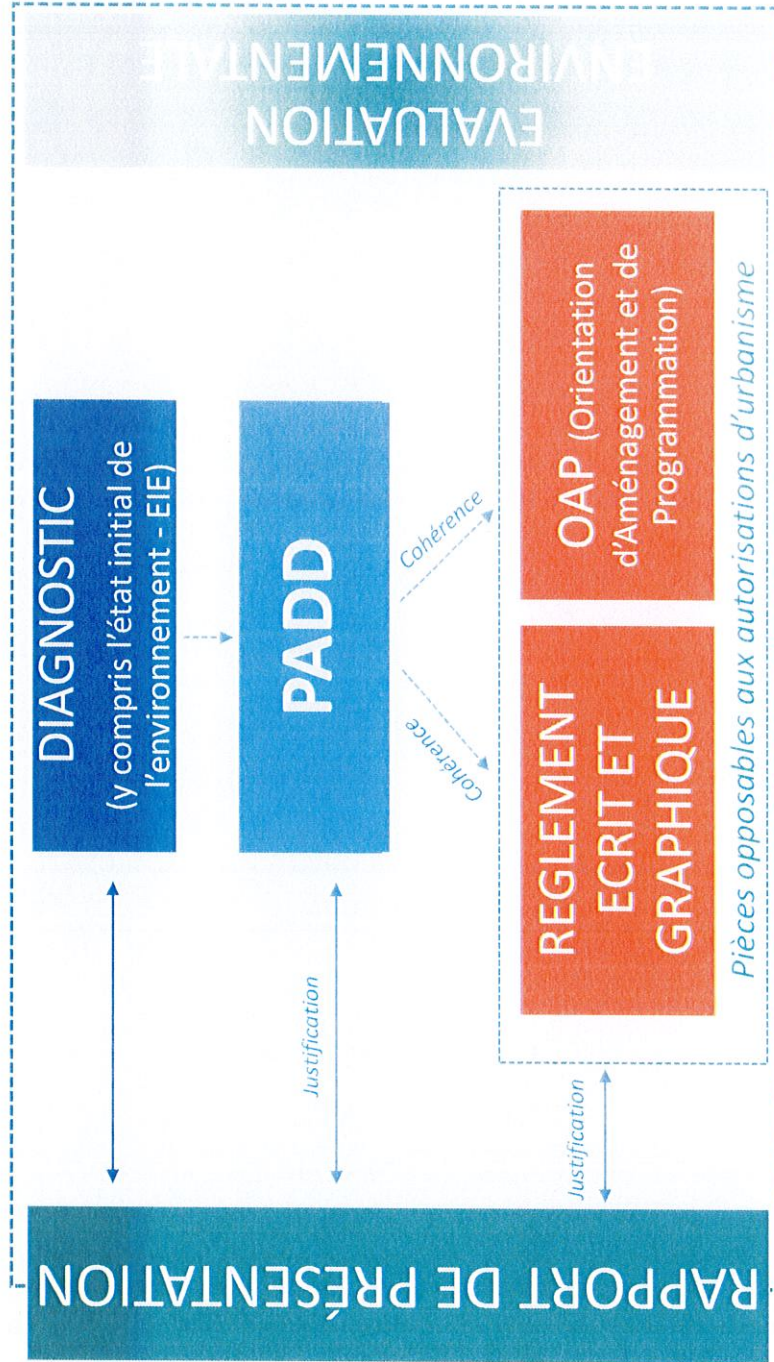 RAPPORT DE PRÉSENTATION
DIAGNOSTIC
(y compris l'état initial de
l'environnement - EIE)
Justification
PADD
Cohérence
Cohérence
Justification
REGLEMENT
ECRIT ET
GRAPHIQUE
OAP (Orientation
d'Aménagement et de
Programmation)
Pièces opposables aux autorisations d'urbanisme
EVALUATION
ENVIRONNEMENTALE